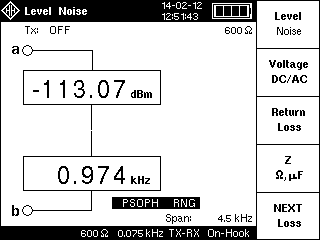 Level Noise
14-02-12
12:51:43
Tx: OFF
600 Ω
a
-113.07 dBm
0.974 kHz
b
PSOPH RNG
Span: 4.5 kHz
600 Ω 0.075 kHz TX-RX On-Hook
Level
Noise
Voltage
DC/AC
Return
Loss
Z
Ω, µF
NEXT
Loss